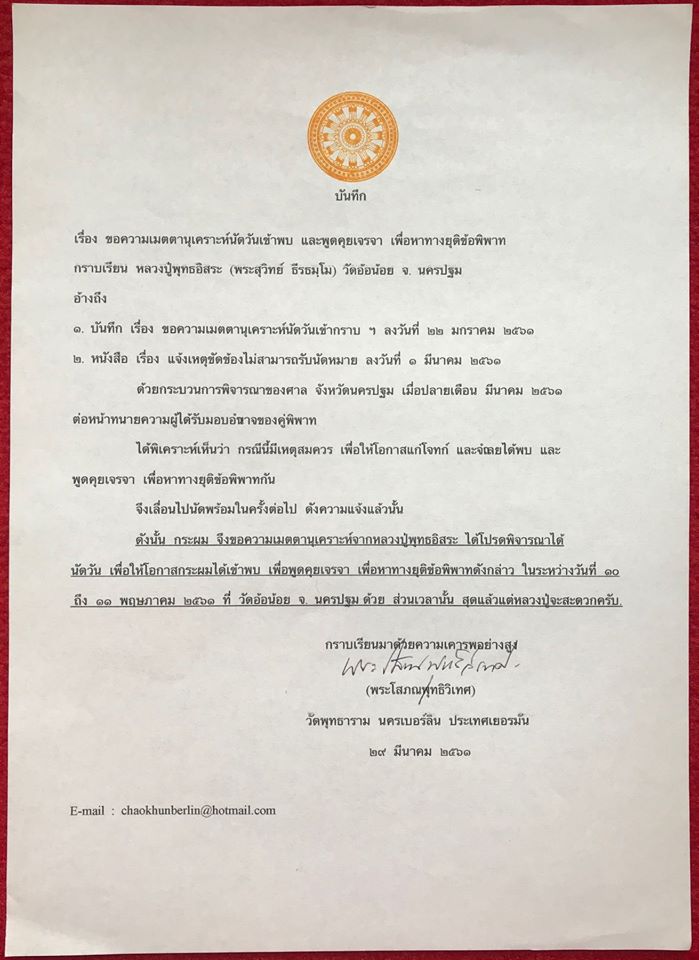 บันทึก
เรื่อง ขอความเมตตานุเคราะห์นัดวันเข้าพบ และพูดคุยเจรจา เพื่อหาทางยุติข้อพิพาท
กราบเรียน หลวงปู่พุทธอิสระ (พระสุวิทย์ ธีรธมฺโม) วัดอ้อน้อย จ. นครปฐม
อ้างถึง
๑. บันทึก เรื่อง ขอความเมตตานุเคราะห์นัดวันเข้ากราบ ฯ ลงวันที่ ๒๒ มกราคม ๒๕๖๑
๒. หนังสือ เรื่อง แจ้งเหตุขัดข้องไม่สามารถรับนัดหมาย ลงวันที่ ๑ มีนาคม ๒๕๖๑
ด้วยกระบวนการพิจารณาของศาล จังหวัดนครปฐม เมื่อปลายเดือน มีนาคม ๒๕๖๑
ต่อหน้าทนายความผู้ได้รับมอบอำนาจของคู่พิพาท
ได้พิเคราะห์เห็นว่า กรณีนี้มีเหตุสมควร เพื่อให้โอกาสแก่โจทก์ และจำเลยได้พบ และ
พูดคุยเจรจา เพื่อหาทางยุติข้อพิพาทกัน
จึงเลื่อนไปนัดพร้อมในครั้งต่อไป ดังความแจ้งแล้วนั้น
ดังนั้น กระผม จึงขอความเมตตานุเคราะห์จากหลวงปู่พุทธอิสระ ได้โปรดพิจารณาได้
นัดวัน เพื่อให้โอกาสกระผมได้เข้าพบ เพื่อพูดคุยเจรจา เพื่อหาทางยุติข้อพิพาทดังกล่าว ในระหว่างวันที่ ๑๐
ถึง ๑๑ พฤษภาคม ๒๕๖๑ ที่ วัดอ้อน้อย จ. นครปฐม ด้วย ส่วนเวลานั้น สุดแล้วแต่หลวงปู่จะสะดวกครับ.
กราบเรียนมาด้วยความเคารพอย่างสูง
(พระโสภณพุทธิวิเทศ)
วัดพุทธาราม นครเบอร์ลิน ประเทศเยอรมัน
๒๙ มีนาคม ๒๕๖๑
E-mail : chaokhunberlin@hotmail.com